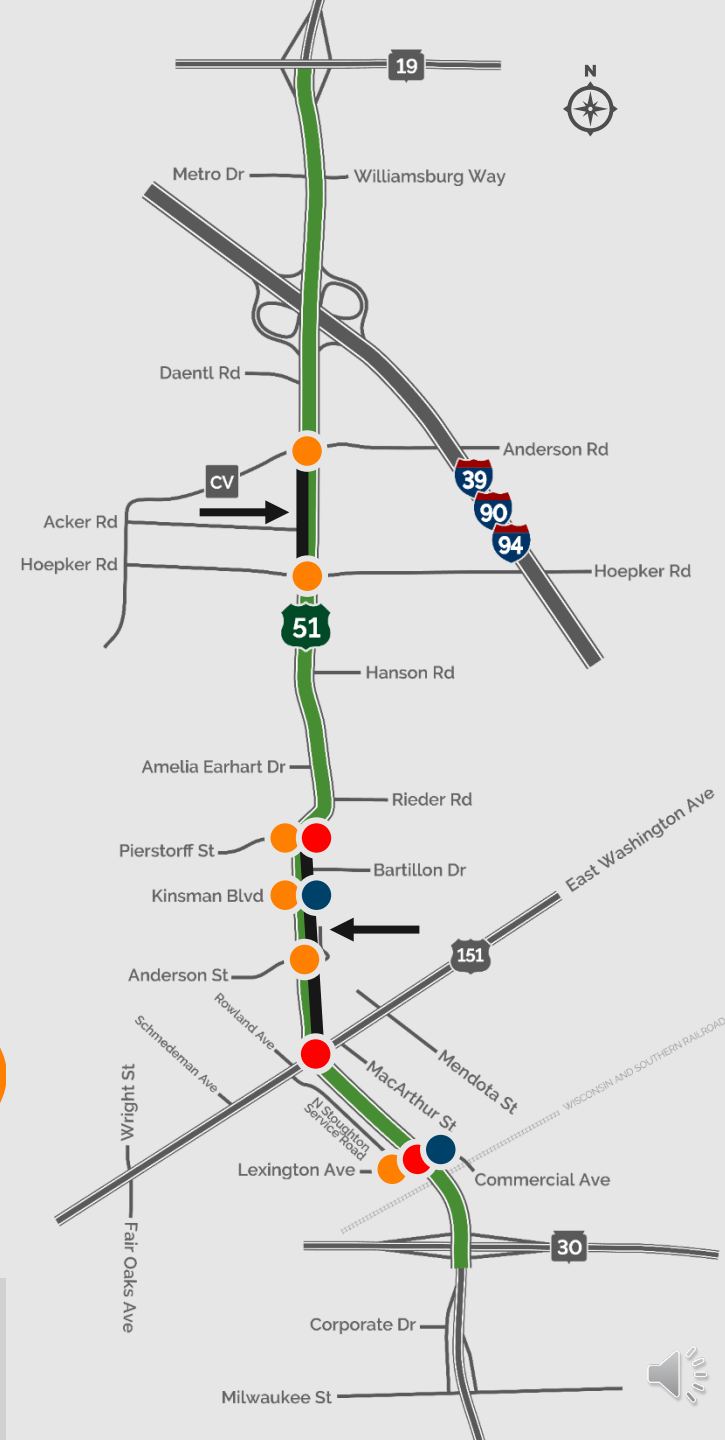 19
N
Metro Dr
Williamsburg Way
Daentl Rd
Anderson Rd
CV
39
90
94
Acker Rd
Hoepker Rd
Hoepker Rd
51
Hanson Rd
Amelia Earhart Dr
Rieder Rd
East Washington Ave
Pierstorff St
Bartillon Dr
Kinsman Blvd
151
Anderson St
Rowland Ave
Schmedeman Ave
Mendota St
MacArthur St
WISCONSIN AND SOUTHERN RAILROAD
Wright St
N Stoughton
Service Road
Lexington Ave
Commercial Ave
Fair Oaks Ave
30
Corporate Dr
Milwaukee St